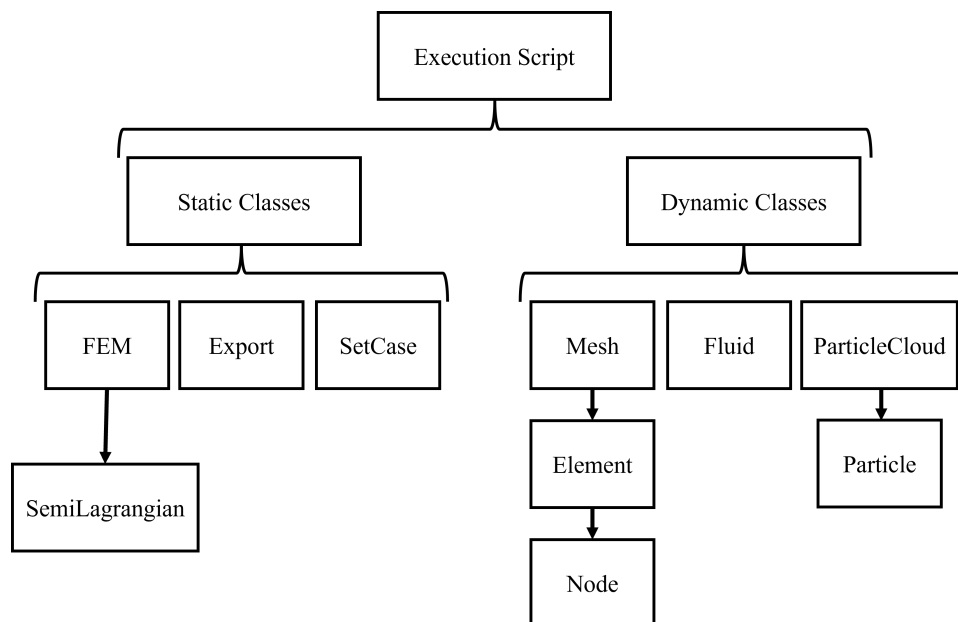 Execution Script
Static Classes
Dynamic Classes
FEM
Export
SetCase
Mesh
Fluid
ParticleCloud
Element
Particle
SemiLagrangian
Node